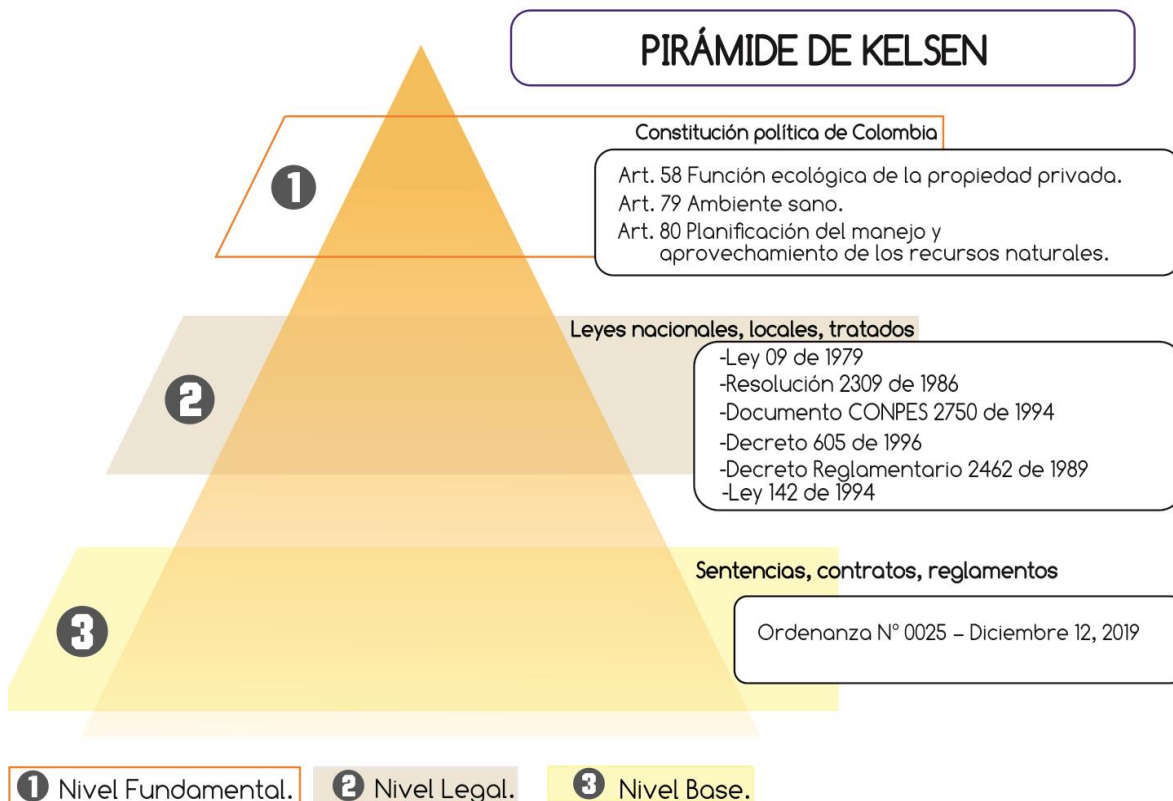 PIRÁMIDE DE KELSEN
1
Constitución política de Colombia
Art. 58 Función ecológica de la propiedad privada.
Art. 79 Ambiente sano.
Art. 80 Planificación del manejo y
aprovechamiento de los recursos naturales.
2
Leyes nacionales, locales, tratados
-Ley 09 de 1979
-Resolución 2309 de 1986
-Documento CONPES 2750 de 1994
-Decreto 605 de 1996
-Decreto Reglamentario 2462 de 1989
-Ley 142 de 1994
3
Sentencias, contratos, reglamentos
Ordenanza N° 0025 – Diciembre 12, 2019
1 Nivel Fundamental.
2 Nivel Legal.
3 Nivel Base.